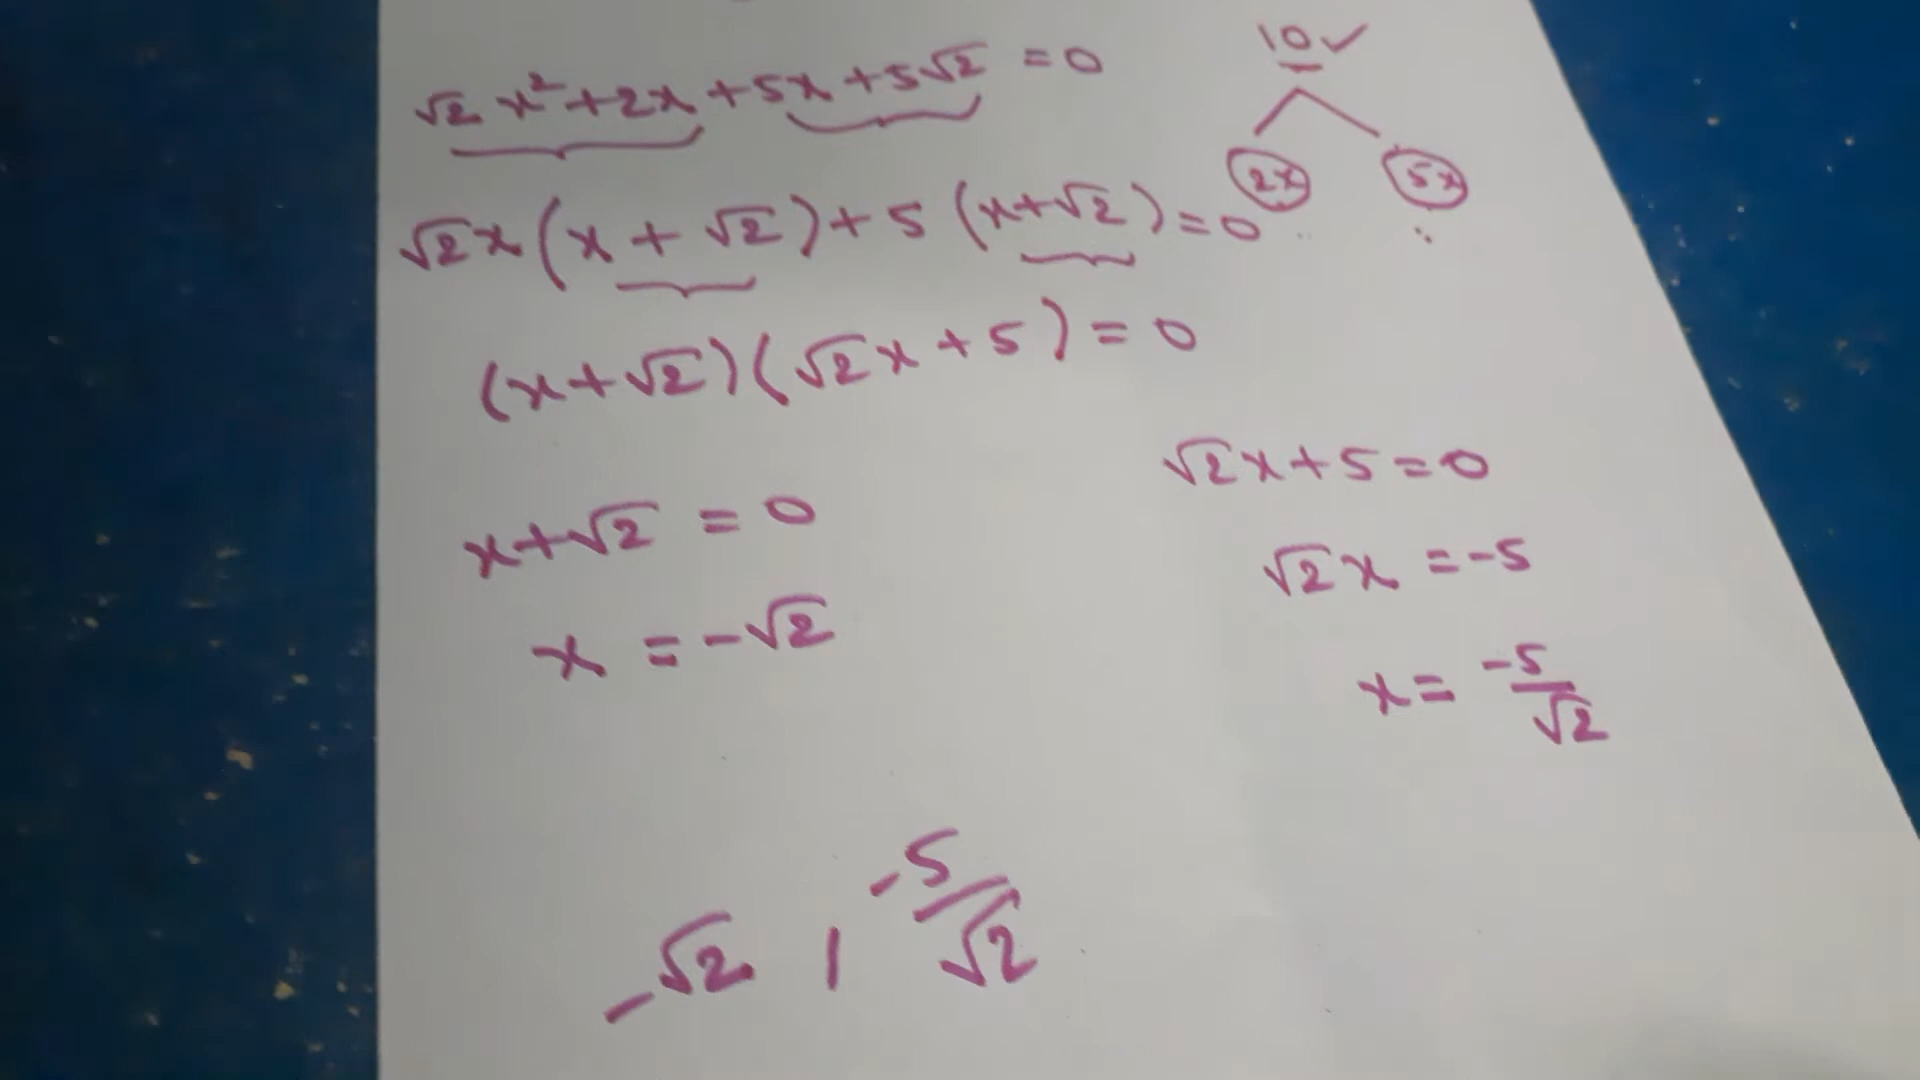 √2 x² + 2x + 5x + 5√2 = 0
10 ✓
2x 5x
√2x (x + √2) + 5 (x + √2) = 0
(x + √2) (√2x + 5) = 0
√2x + 5 = 0
x + √2 = 0
√2x = -5
x = -√2
x = -5/√2
-√2 , -5/√2